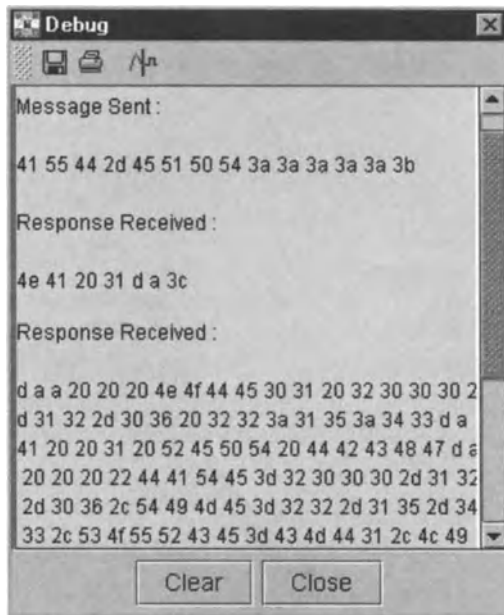 Debug
Message Sent :
41 55 44 2d 45 51 50 54 3a 3a 3a 3a 3a 3b
Response Received :
4e 41 20 31 d a 3c
Response Received :
d a a 20 20 20 4e 4f 44 45 30 31 20 32 30 30 30 2
d 31 32 2d 30 36 20 32 32 3a 31 35 3a 34 33 d a
41 20 20 31 20 52 45 50 54 20 44 42 43 48 47 d a
20 20 20 22 44 41 54 45 3d 32 30 30 30 2d 31 32
2d 30 36 2c 54 49 4d 45 3d 32 32 2d 31 35 2d 34
33 2c 53 4f 55 52 43 45 3d 43 4d 44 31 2c 4c 49
Clear Close